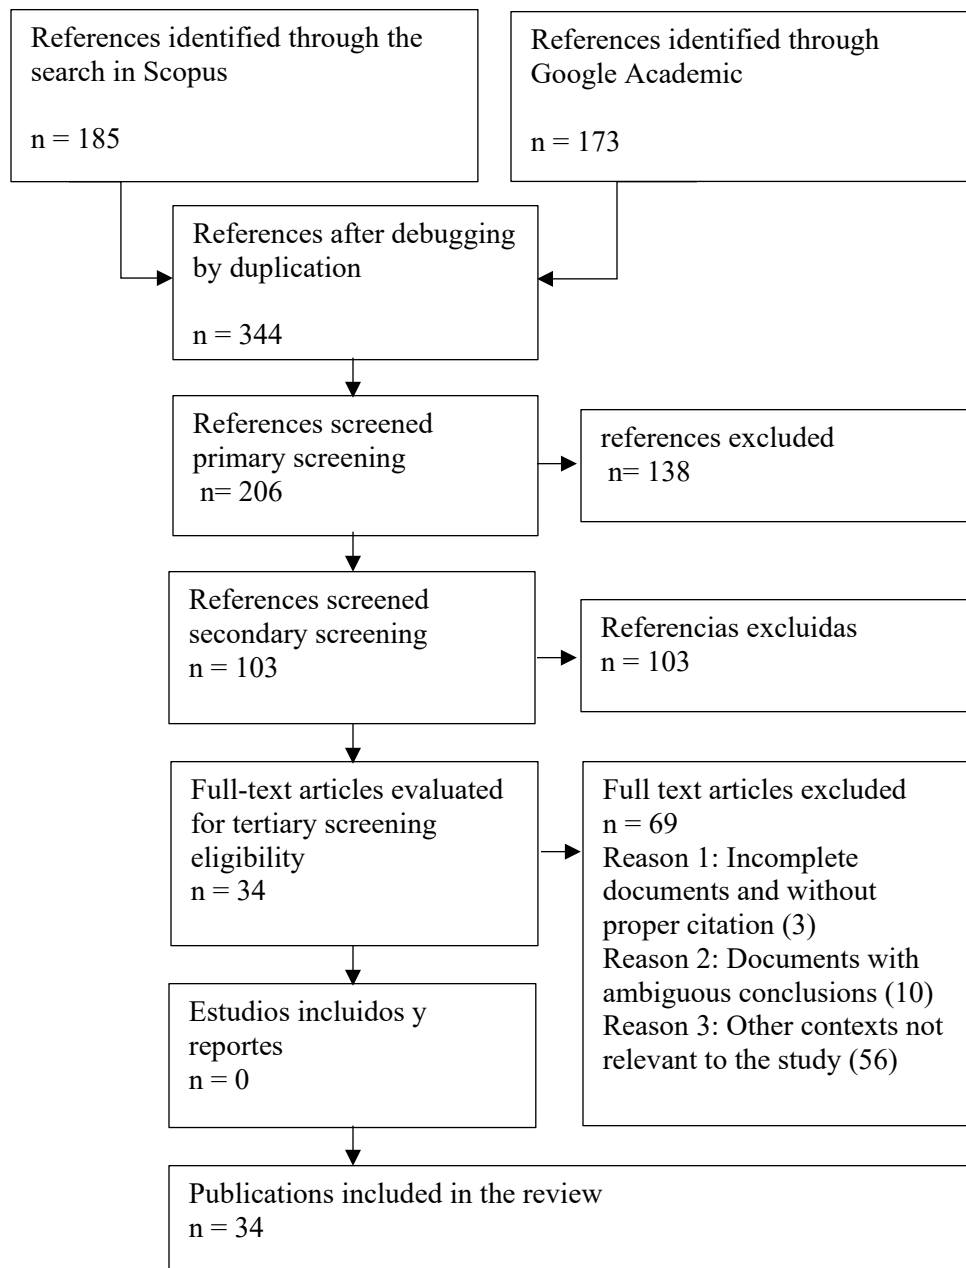 References identified through the
search in Scopus
n = 185
References identified through
Google Academic
n = 173
References after debugging
by duplication
n = 344
References screened
primary screening
n= 206
references excluded
n= 138
References screened
secondary screening
n = 103
Referencias excluidas
n = 103
Full-text articles evaluated
for tertiary screening
eligibility
n = 34
Full text articles excluded
n = 69
Reason 1: Incomplete
documents and without
proper citation (3)
Reason 2: Documents with
ambiguous conclusions (10)
Reason 3: Other contexts not
relevant to the study (56)
Estudios incluidos y
reportes
n = 0
Publications included in the review
n = 34